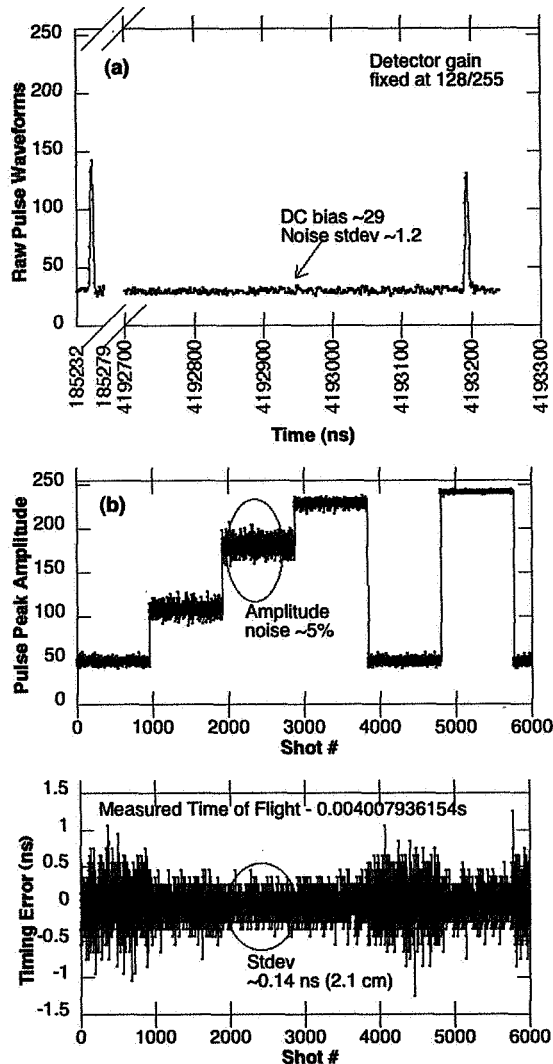 250
(a)
Detector gain
fixed at 128/255
200
Raw Pulse Waveforms
150
DC bias ~29
Noise stdev ~1.2
100
50
0
185232
185279
4192700
4192800
4192900
4193000
4193100
4193200
4193300
Time (ns)
250
(b)
200
Pulse Peak Amplitude
150
Amplitude
noise ~5%
100
50
0
0 1000 2000 3000 4000 5000 6000
Shot #
1.5
Measured Time of Flight - 0.004007936154s
1
0.5
Timing Error (ns)
0
-0.5
Stdev
~0.14 ns (2.1 cm)
-1
-1.5
0 1000 2000 3000 4000 5000 6000
Shot #